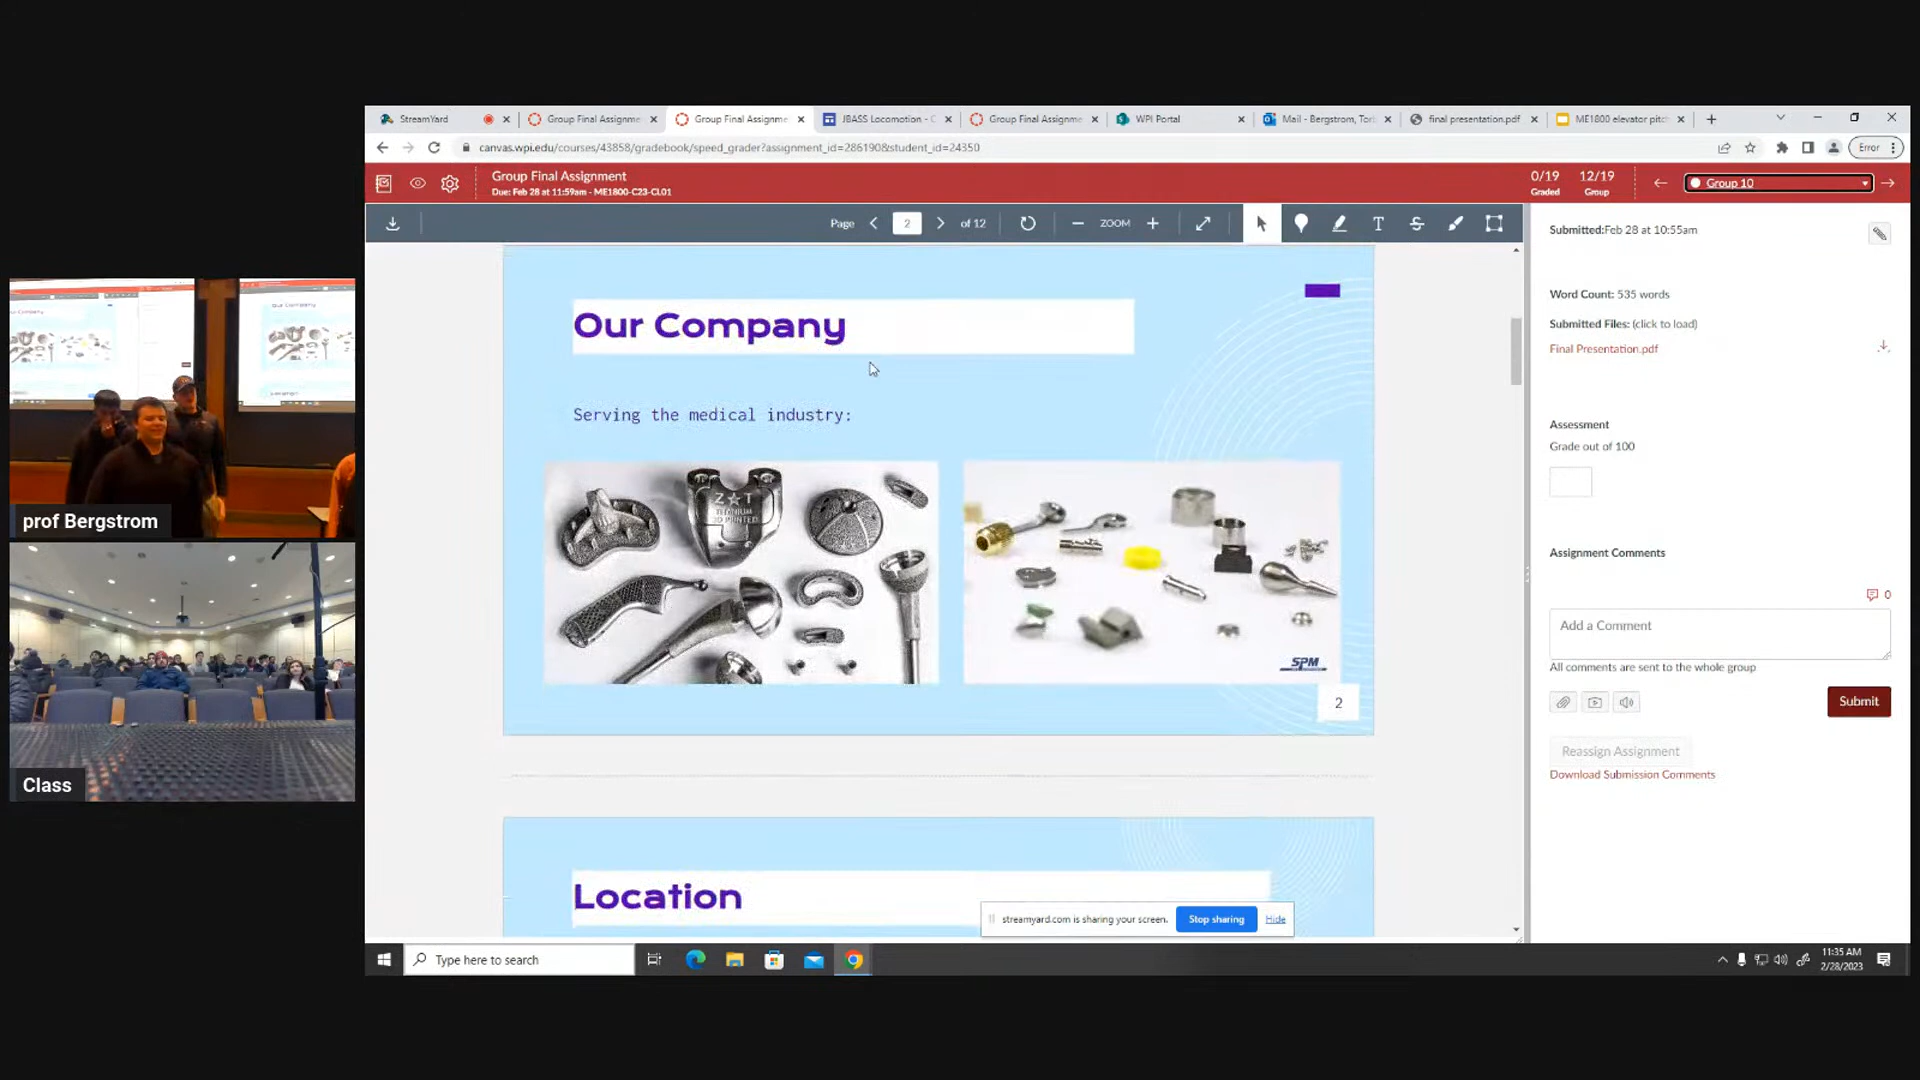 StreamYard
Group Final Assignme
Group Final Assignme
JBASS Locomotion - C
Group Final Assignme
WPI Portal
Mail - Bergstrom, Tor
final presentation.pdf
ME1800 elevator pitc
canvas.wpi.edu/courses/43858/gradebook/speed_grader?assignment_id=286190&student_id=24350
Error
Group Final Assignment
Due: Feb 28 at 11:59am - ME1800-C23-CL01
0/19
Graded
12/19
Group
Group 10
Page
2
of 12
ZOOM
T
Our Company
Serving the medical industry:
Z★T
TITANIUM
3D PRINTED
SPM
2
Location
Submitted:Feb 28 at 10:55am
Word Count: 535 words
Submitted Files: (click to load)
Final Presentation.pdf
Assessment
Grade out of 100
Assignment Comments
0
Add a Comment
All comments are sent to the whole group
Submit
Reassign Assignment
Download Submission Comments
streamyard.com is sharing your screen.
Stop sharing
Hide
Type here to search
11:35 AM
2/28/2023
Our Company
prof Bergstrom
Class